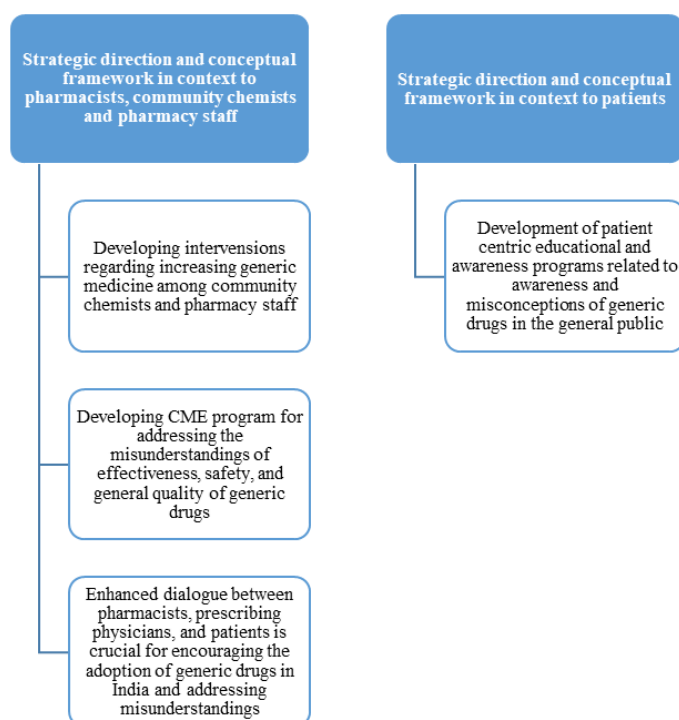 Strategic direction and conceptual
framework in context to
pharmacists, community chemists
and pharmacy staff
Developing intervensions
regarding increasing generic
medicine among community
chemists and pharmacy staff
Developing CME program for
addressing the
misunderstandings of
effectiveness, safety, and
general quality of generic
drugs
Enhanced dialogue between
pharmacists, prescribing
physicians, and patients is
crucial for encouraging the
adoption of generic drugs in
India and addressing
misunderstandings
Strategic direction and conceptual
framework in context to patients
Development of patient
centric educational and
awareness programs related to
awareness and
misconceptions of generic
drugs in the general public